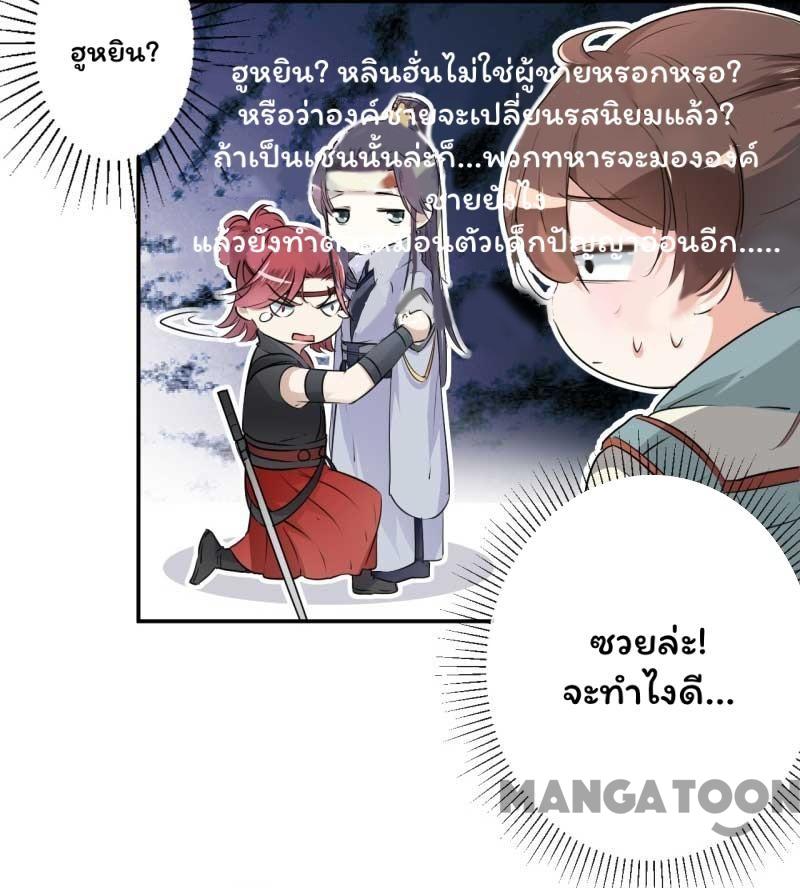 ฮูหยิน?
ฮูหยิน? หลินฮั่นไม่ใช่ผู้ชายหรอกหรอ?
หรือว่าองค์ชายจะเปลี่ยนรสนิยมแล้ว?
ถ้าเป็นเช่นนั้นล่ะก็...พวกทหารจะมององค์
ชายยังไง
แล้วยังทำตัวเหมือนตัวเด็กปัญญาอ่อนอีก.....
ซวยล่ะ!
จะทำไงดี...
MANGATOON